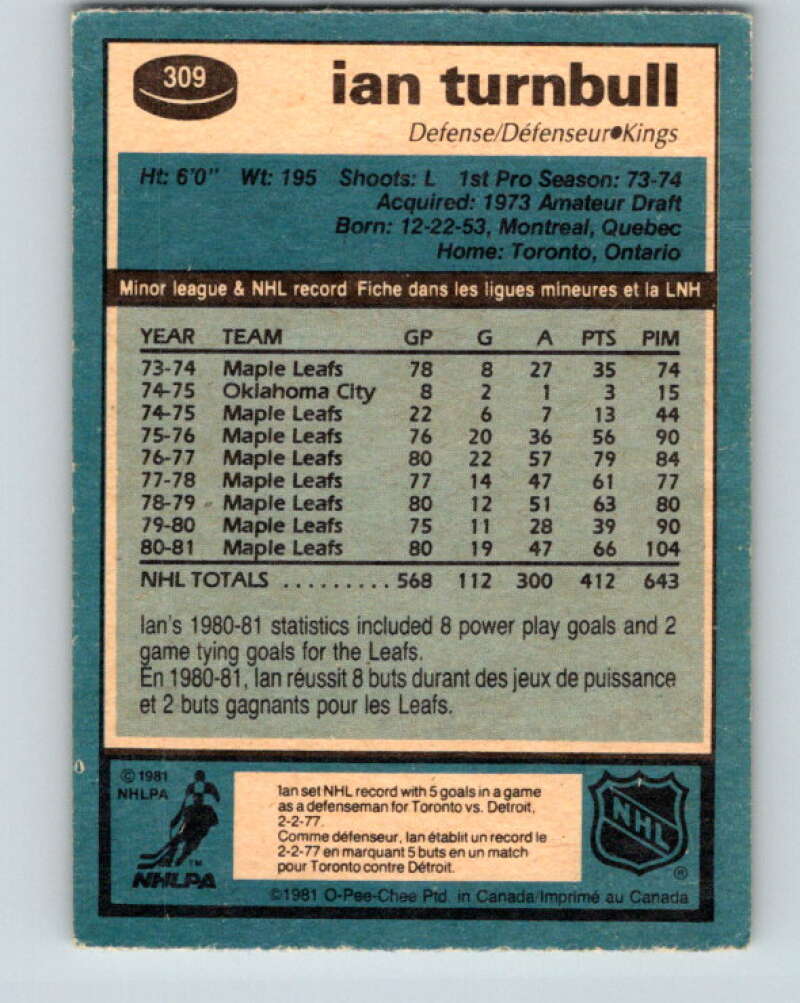 309
ian turnbull
Defense/Défenseur●Kings
Ht: 6'0" Wt: 195 Shoots: L 1st Pro Season: 73-74
Acquired: 1973 Amateur Draft
Born: 12-22-53, Montreal, Quebec
Home: Toronto, Ontario
Minor league & NHL record Fiche dans les ligues mineures et la LNH
YEAR TEAM GP G A PTS PIM
73-74 Maple Leafs 78 8 27 35 74
74-75 Oklahoma City 8 2 1 3 15
74-75 Maple Leafs 22 6 7 13 44
75-76 Maple Leafs 76 20 36 56 90
76-77 Maple Leafs 80 22 57 79 84
77-78 Maple Leafs 77 14 47 61 77
78-79 Maple Leafs 80 12 51 63 80
79-80 Maple Leafs 75 11 28 39 90
80-81 Maple Leafs 80 19 47 66 104
NHL TOTALS ......... 568 112 300 412 643
Ian's 1980-81 statistics included 8 power play goals and 2
game tying goals for the Leafs.
En 1980-81, Ian réussit 8 buts durant des jeux de puissance
et 2 buts gagnants pour les Leafs.
© 1981
NHLPA
TM
NHLPA
Ian set NHL record with 5 goals in a game
as a defenseman for Toronto vs. Detroit,
2-2-77.
Comme défenseur, Ian établit un record le
2-2-77 en marquant 5 buts en un match
pour Toronto contre Détroit.
NHL
®
©1981 O-Pee-Chee Ptd. in Canada/Imprimé au Canada